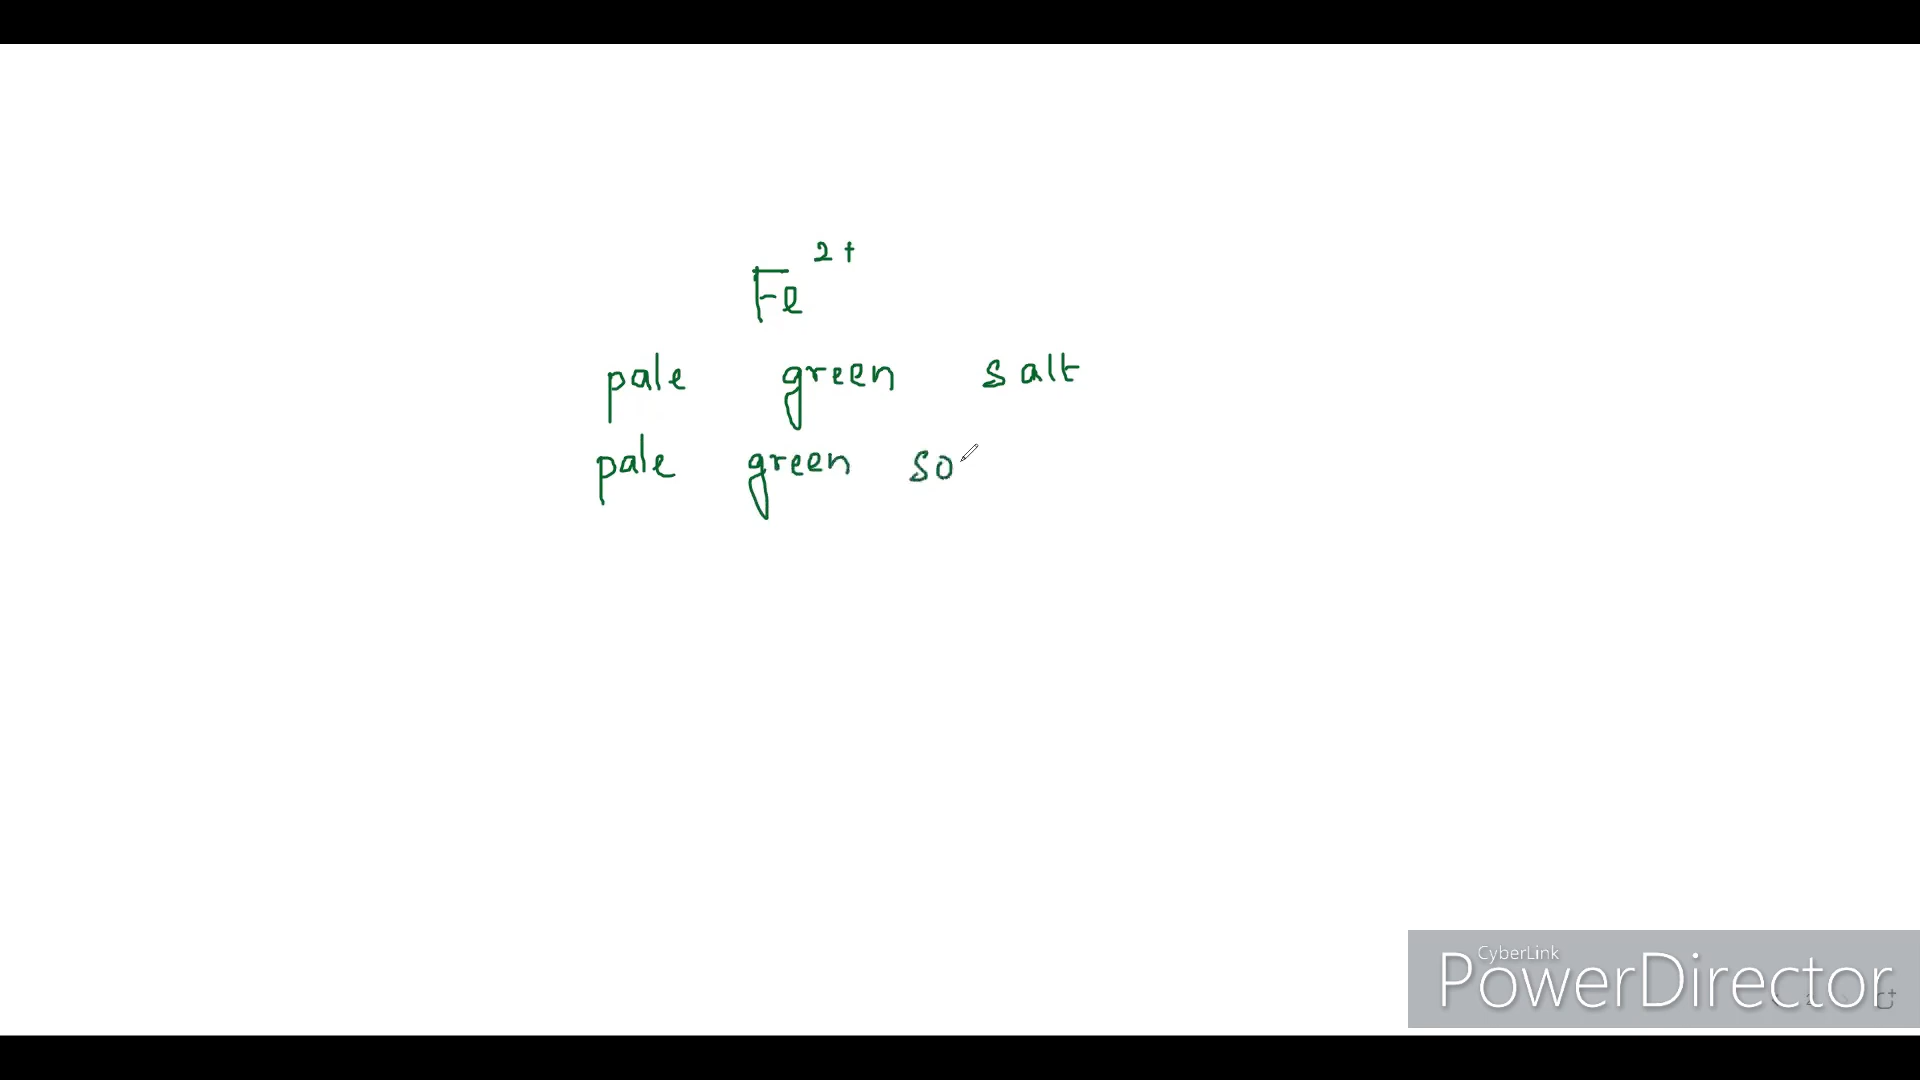 Fe²⁺
pale green salt
pale green so
CyberLink
PowerDirector